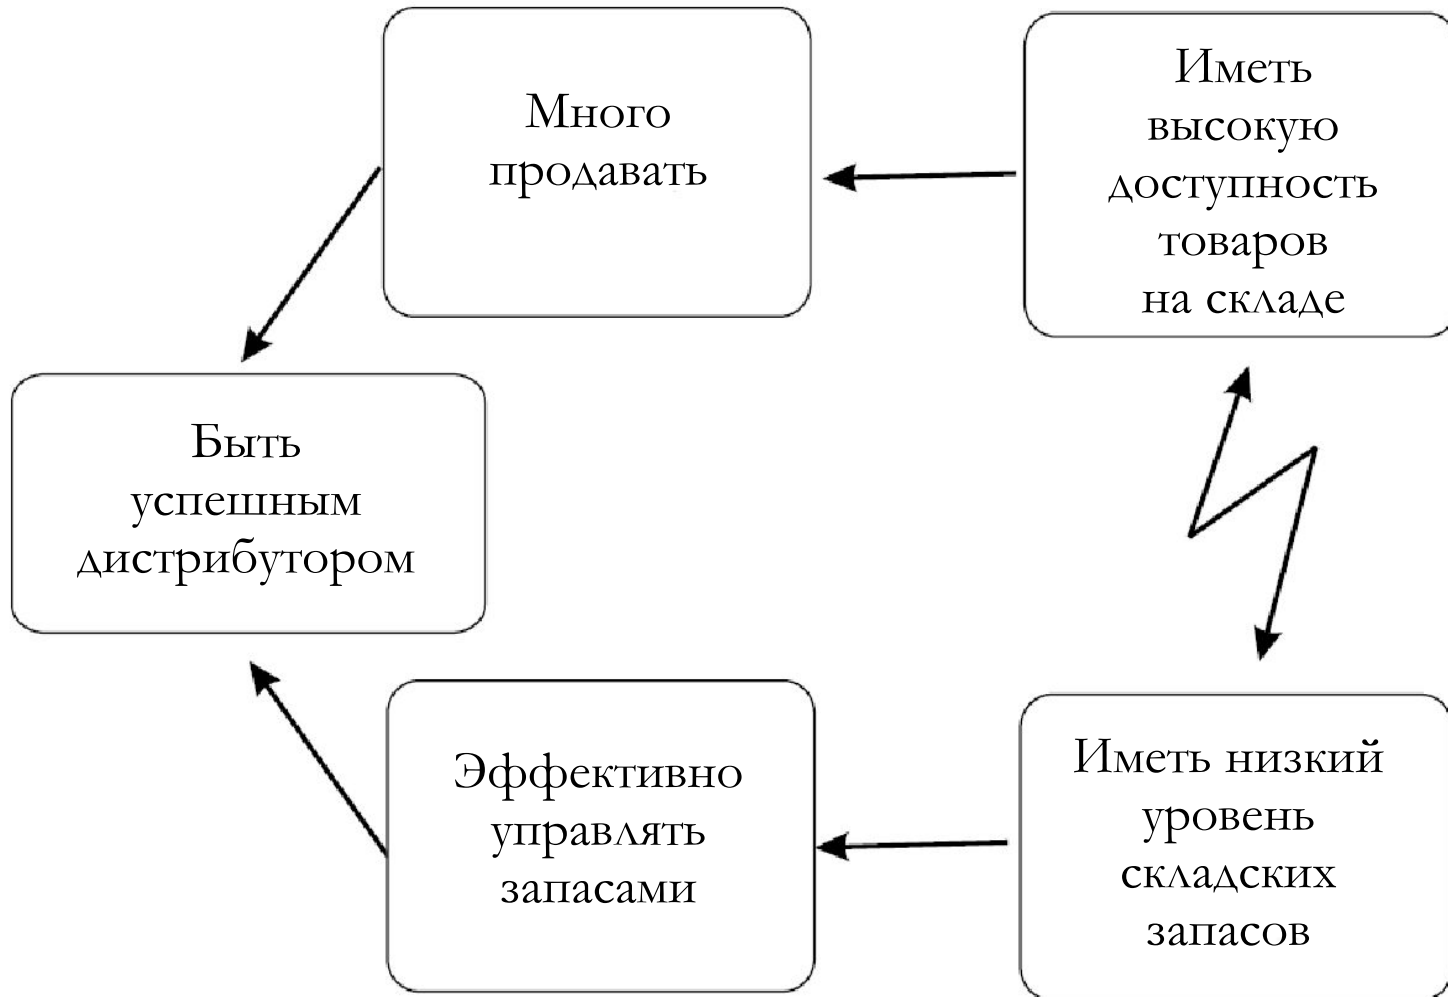 Много
продавать
Иметь
высокую
доступность
товаров
на складе
Быть
успешным
дистрибутором
Эффективно
управлять
запасами
Иметь низкий
уровень
складских
запасов